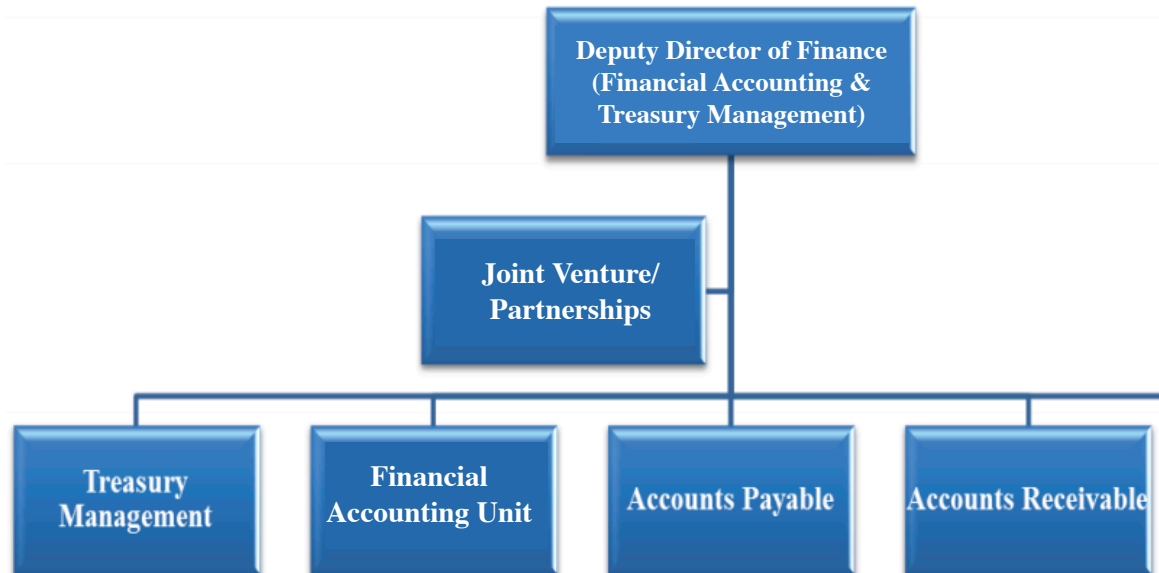 Deputy Director of Finance
(Financial Accounting &
Treasury Management)
Joint Venture/
Partnerships
Treasury
Management
Financial
Accounting Unit
Accounts Payable
Accounts Receivable